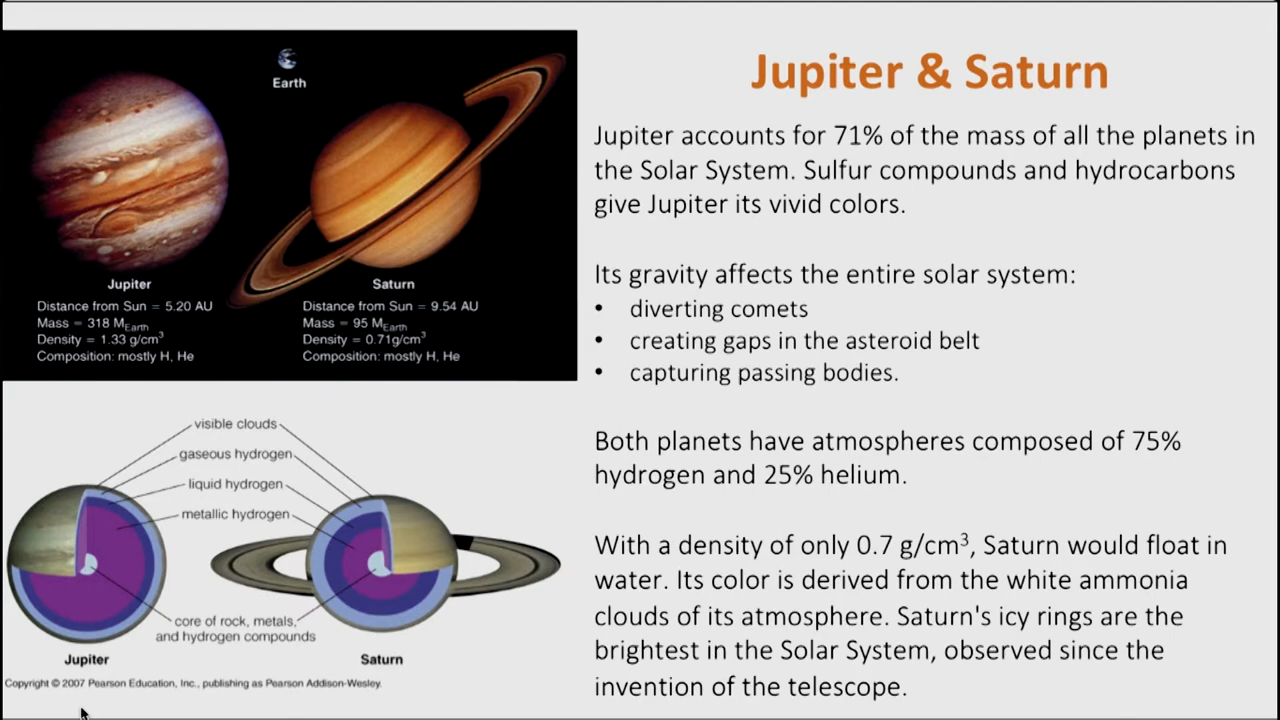 Jupiter & Saturn
Earth
Jupiter
Distance from Sun = 5.20 AU
Mass = 318 MEarth
Density = 1.33 g/cm³
Composition: mostly H, He
Saturn
Distance from Sun = 9.54 AU
Mass = 95 MEarth
Density = 0.71g/cm³
Composition: mostly H, He
visible clouds
gaseous hydrogen
liquid hydrogen
metallic hydrogen
core of rock, metals,
and hydrogen compounds
Jupiter
Saturn
Copyright © 2007 Pearson Education, Inc., publishing as Pearson Addison-Wesley.
Jupiter accounts for 71% of the mass of all the planets in
the Solar System. Sulfur compounds and hydrocarbons
give Jupiter its vivid colors.
Its gravity affects the entire solar system:
• diverting comets
• creating gaps in the asteroid belt
• capturing passing bodies.
Both planets have atmospheres composed of 75%
hydrogen and 25% helium.
With a density of only 0.7 g/cm³, Saturn would float in
water. Its color is derived from the white ammonia
clouds of its atmosphere. Saturn's icy rings are the
brightest in the Solar System, observed since the
invention of the telescope.